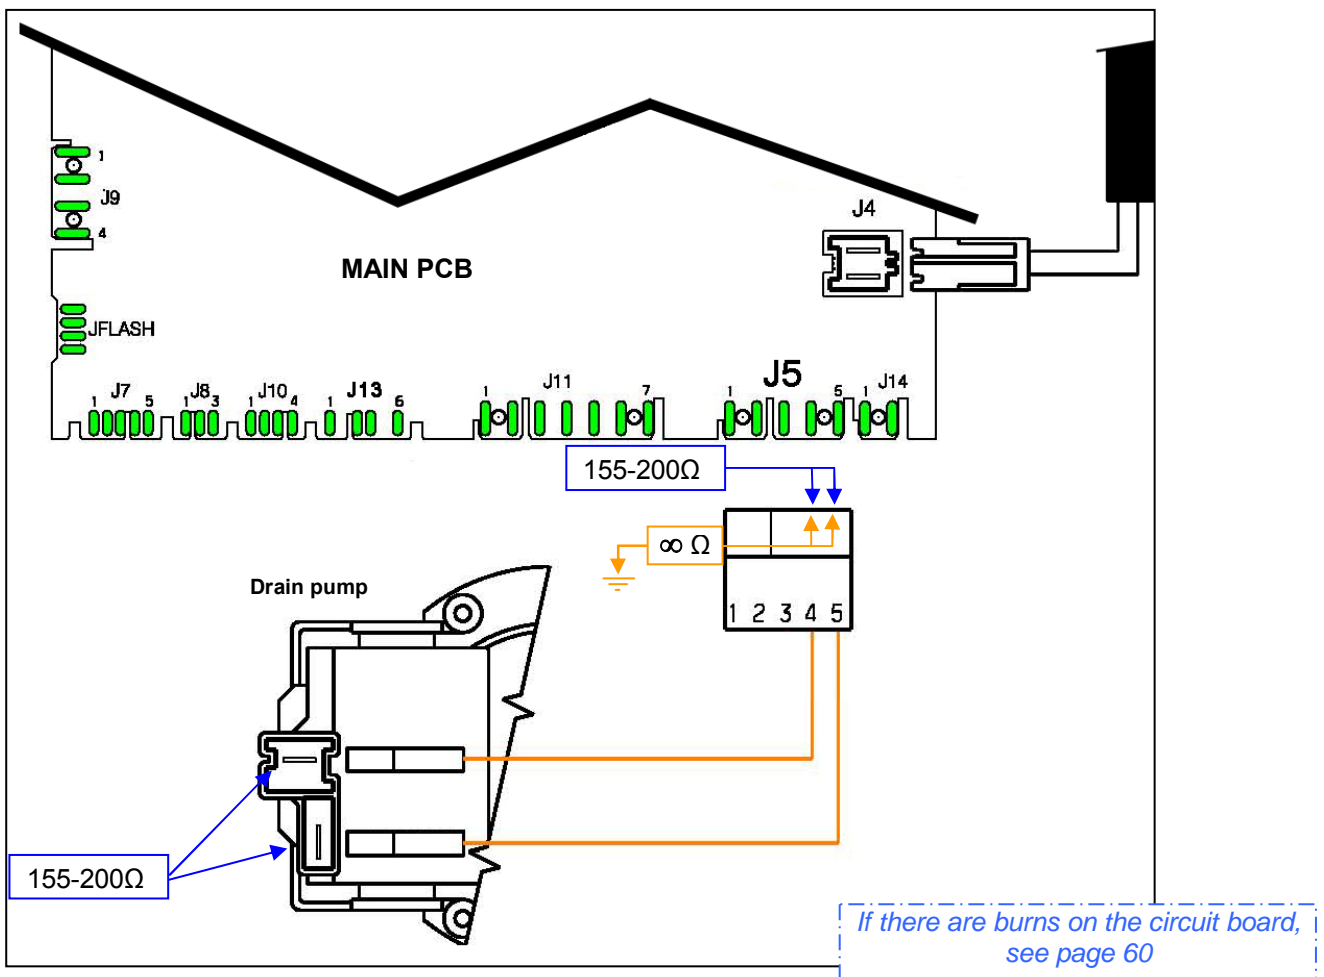 J4
1
J9
4
MAIN PCB
JFLASH
J7
J8
J10
J13
J11
J5
J14
1 5
1 3
1 4
1 6
1 7
1 5
1
155-200Ω
∞ Ω
Drain pump
1 2 3 4 5
155-200Ω
If there are burns on the circuit board,
see page 60